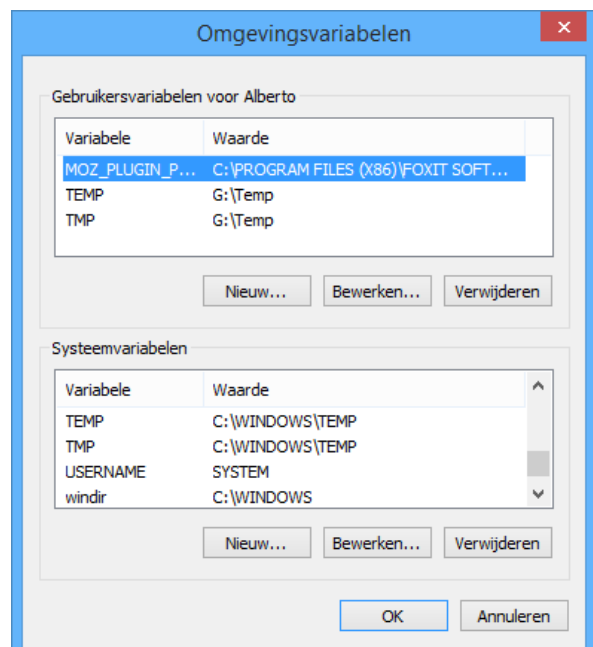 Omgevingsvariabelen
Gebruikersvariabelen voor Alberto
Variabele Waarde
MOZ_PLUGIN_P... C:\PROGRAM FILES (X86)\FOXIT SOFT...
TEMP G:\Temp
TMP G:\Temp
Nieuw... Bewerken... Verwijderen
Systeemvariabelen
Variabele Waarde
TEMP C:\WINDOWS\TEMP
TMP C:\WINDOWS\TEMP
USERNAME SYSTEM
windir C:\WINDOWS
Nieuw... Bewerken... Verwijderen
OK Annuleren